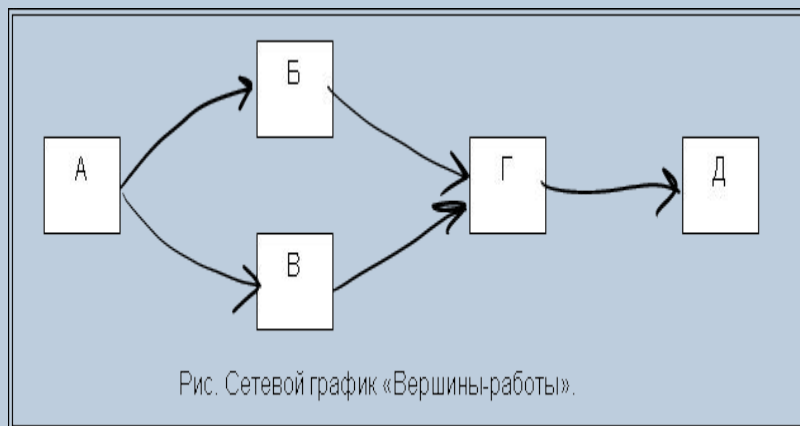 Б
А
Г
Д
В
Рис. Сетевой график «Вершины-работы».